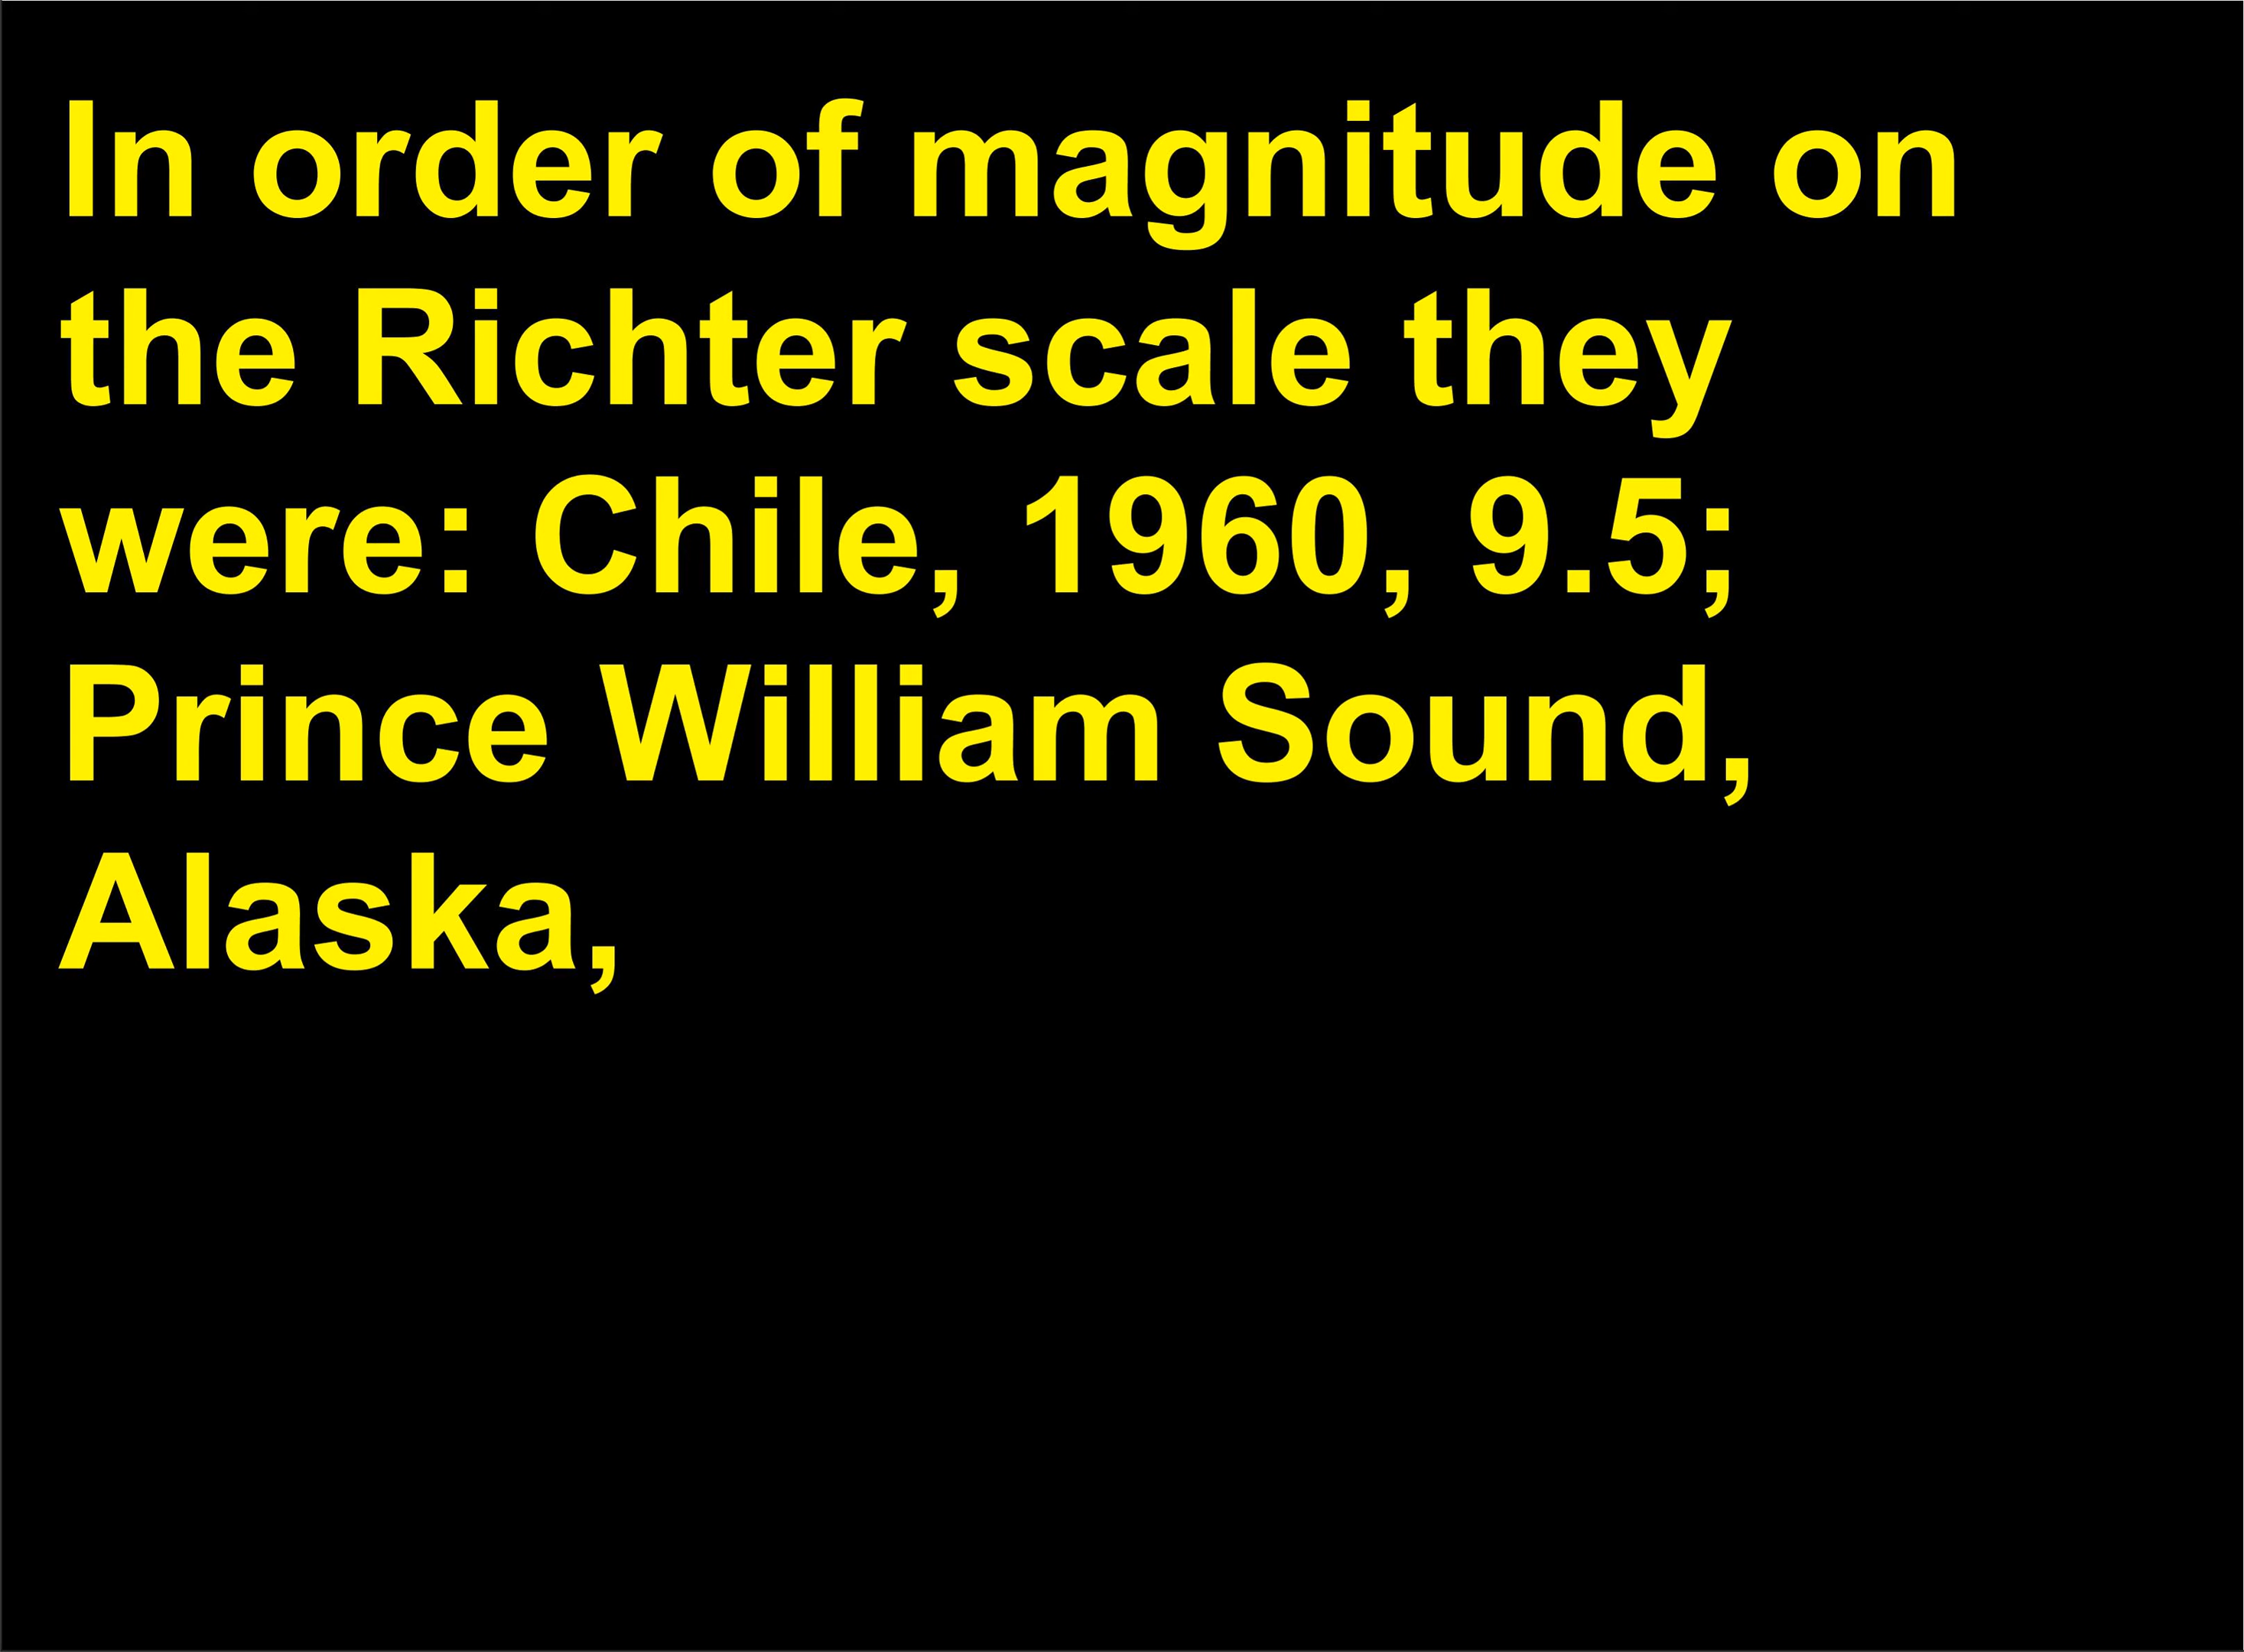 In order of magnitude on
the Richter scale they
were: Chile, 1960, 9.5;
Prince William Sound,
Alaska,